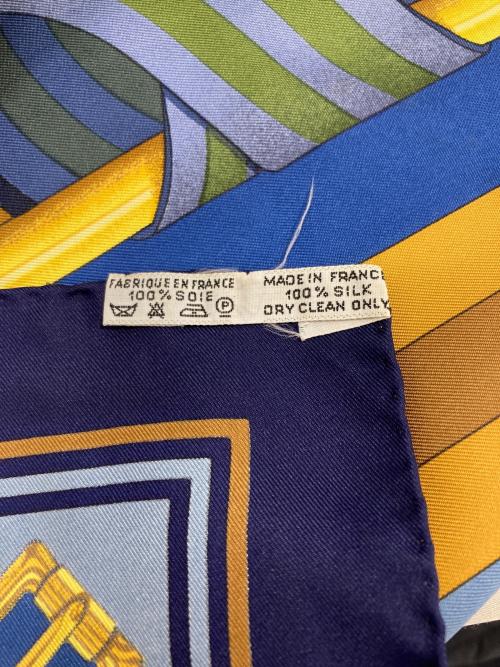 FABRIQUE EN FRANCE
100% SOIE
P
MADE IN FRANCE
100% SILK
DRY CLEAN ONLY